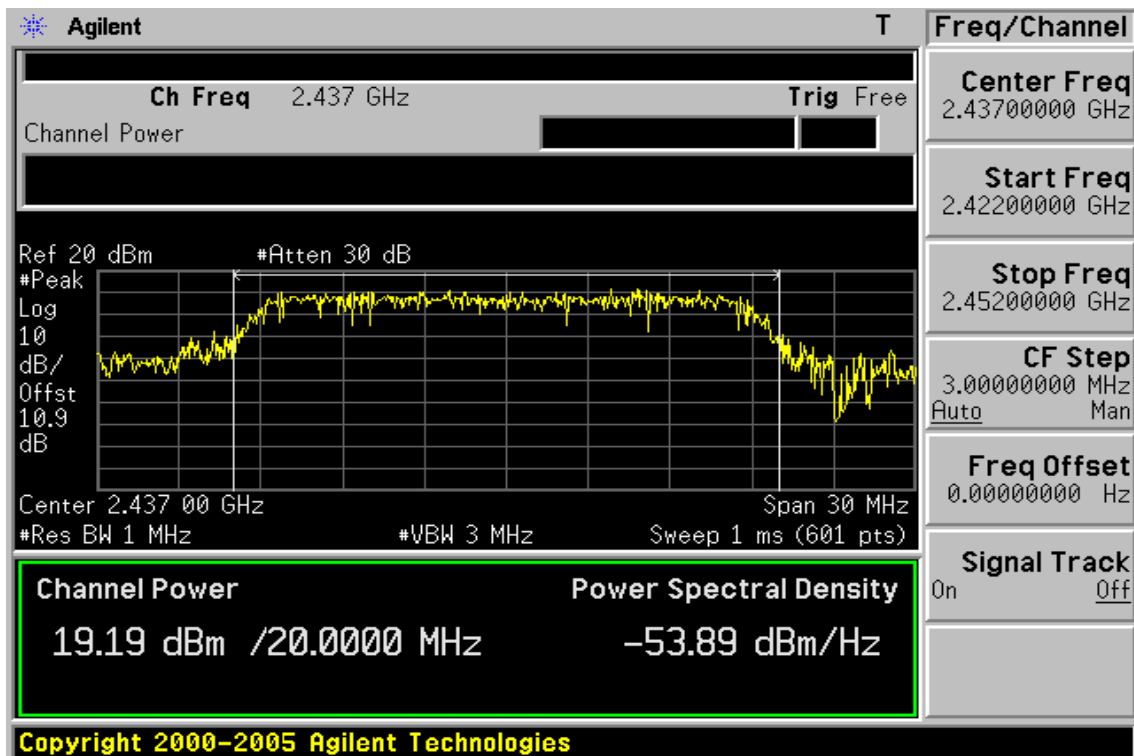 Agilent T
Ch Freq 2.437 GHz Trig Free
Channel Power
Ref 20 dBm #Atten 30 dB
#Peak
Log
10
dB/
Offst
10.9
dB
Center 2.437 00 GHz Span 30 MHz
#Res BW 1 MHz #VBW 3 MHz Sweep 1 ms (601 pts)
Channel Power Power Spectral Density
19.19 dBm /20.0000 MHz -53.89 dBm/Hz
Copyright 2000-2005 Agilent Technologies
Freq/Channel
Center Freq
2.43700000 GHz
Start Freq
2.42200000 GHz
Stop Freq
2.45200000 GHz
CF Step
3.00000000 MHz
Auto Man
Freq Offset
0.00000000 Hz
Signal Track
On Off